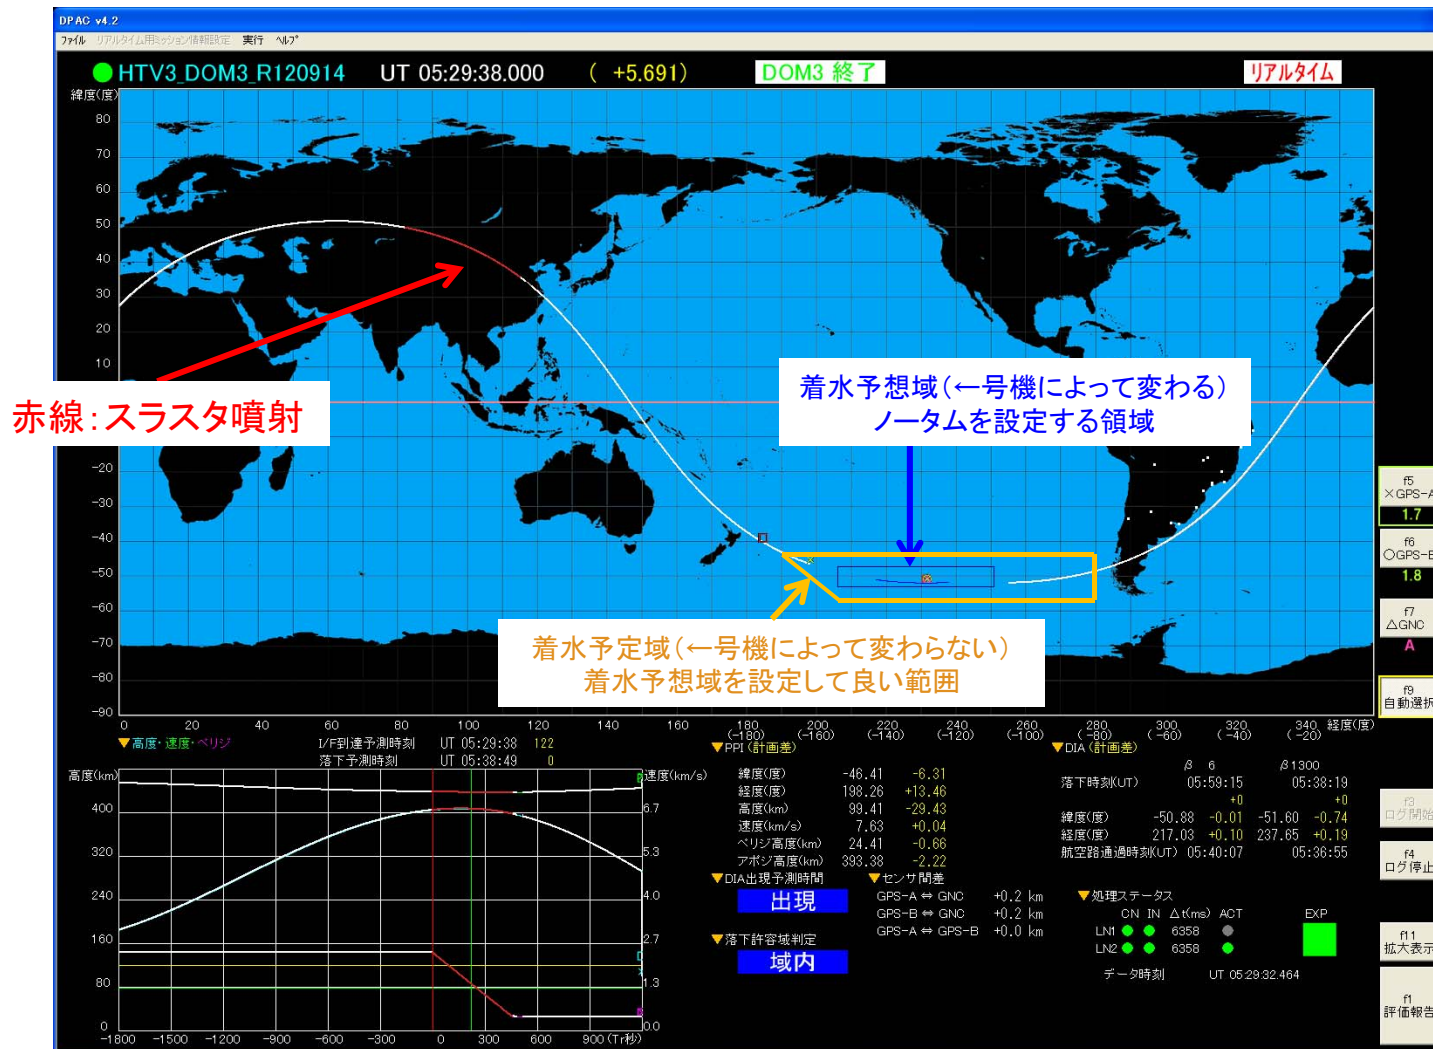 DPAC v4.2
ファイル リアルタイム用ミッション情報設定 実行 ヘルプ
HTV3_DOM3_R120914 UT 05:29:38.000 ( +5.691) DOM3 終了 リアルタイム
緯度(度)
80
70
60
50
40
30
20
10
赤線:スラスタ噴射
着水予想域(←号機によって変わる)
ノータムを設定する領域
-20
-30
-40
-50
-60
-70
-80
-90
着水予定域(←号機によって変わらない)
着水予想域を設定して良い範囲
f5
×GPS-A
1.7
f6
○GPS-B
1.8
f7
△GNC
A
f9
自動選択
0 20 40 60 80 100 120 140 160 180 200 220 240 260 280 300 320 340 経度(度)
(-180) (-160) (-140) (-120) (-100) (-80) (-60) (-40) (-20)
▼高度・速度・ペリジ
I/F到達予測時刻 UT 05:29:38 122
落下予測時刻 UT 05:38:49 0
高度(km) 速度(km/s)
400
320
240
160
80
0
6.7
5.3
4.0
2.7
1.3
0.0
-1800 -1500 -1200 -900 -600 -300 0 300 600 900 (Tr秒)
▼PPI (計画差)
緯度(度) -46.41 -6.31
経度(度) 198.26 +13.46
高度(km) 99.41 -29.43
速度(km/s) 7.63 +0.04
ペリジ高度(km) 24.41 -0.66
アポジ高度(km) 393.38 -2.22
▼DIA出現予測時間
出現
▼落下許容域判定
域内
▼センサ間差
GPS-A ⇔ GNC +0.2 km
GPS-B ⇔ GNC +0.2 km
GPS-A ⇔ GPS-B +0.0 km
▼DIA (計画差)
β 6 β1300
落下時刻(UT) 05:59:15 05:38:19
+0 +0
緯度(度) -50.88 -0.01 -51.60 -0.74
経度(度) 217.03 +0.10 237.65 +0.19
航空路通過時刻(UT) 05:40:07 05:36:55
▼処理ステータス
CN IN Δt(ms) ACT EXP
LN1 6358
LN2 6358
データ時刻 UT 05:29:32.464
f3
ログ開始
f4
ログ停止
f11
拡大表示
f1
評価報告